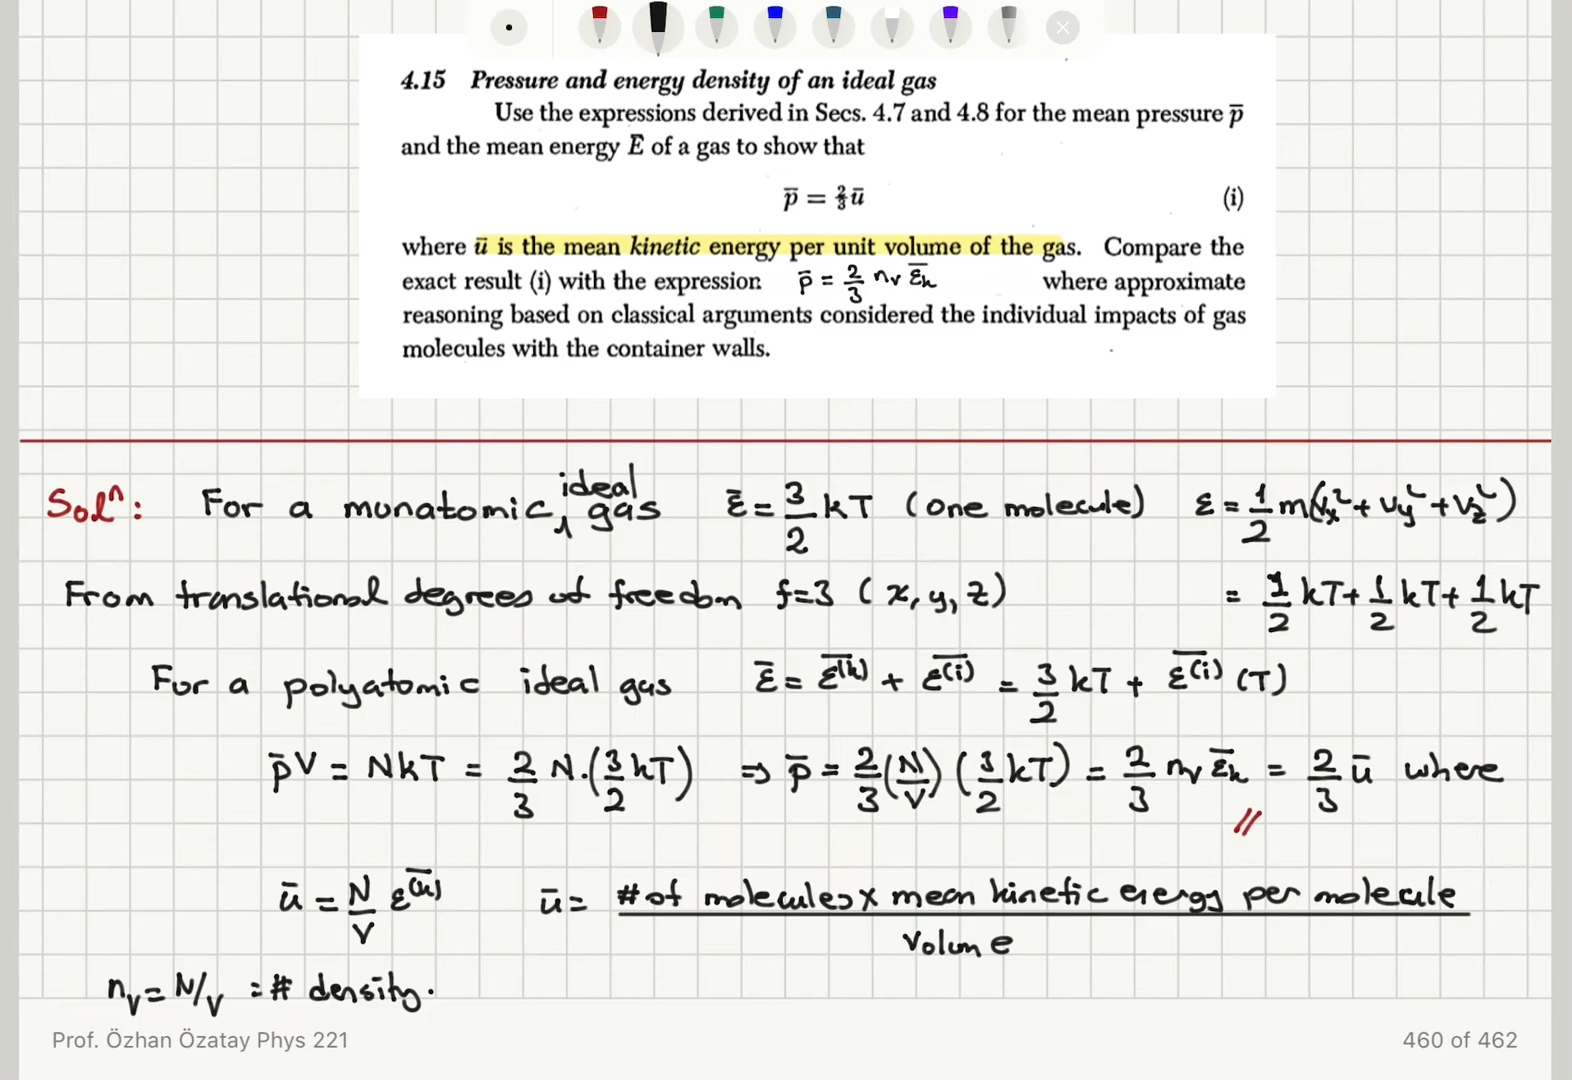 4.15 Pressure and energy density of an ideal gas
Use the expressions derived in Secs. 4.7 and 4.8 for the mean pressure p̅
and the mean energy E̅ of a gas to show that
p̅ = ⅔u̅ (i)
where u̅ is the mean kinetic energy per unit volume of the gas. Compare the
exact result (i) with the expression p̅ = 2/3 nᵥ ε̅ₖ where approximate
reasoning based on classical arguments considered the individual impacts of gas
molecules with the container walls.
Solⁿ: For a monatomic ideal gas ε̅ = 3/2 kT (one molecule) ε = 1/2 m(vₓ² + v_y² + v_z²)
From translational degrees of freedom f=3 (x, y, z) = 1/2 kT + 1/2 kT + 1/2 kT
For a polyatomic ideal gas ε̅ = ε̅⁽ᵏ⁾ + ε̅⁽ⁱ⁾ = 3/2 kT + ε̅⁽ⁱ⁾ (T)
p̅V = NkT = 2/3 N.(3/2 kT) ⇒ p̅ = 2/3 (N/V) (3/2 kT) = 2/3 nᵥ ε̅ₖ = 2/3 u̅ where
u̅ = N/V ε̅⁽ᵏ⁾ u̅ = # of molecules x mean kinetic energy per molecule / Volume
nᵥ = N/V = # density.
Prof. Özhan Özatay Phys 221 460 of 462